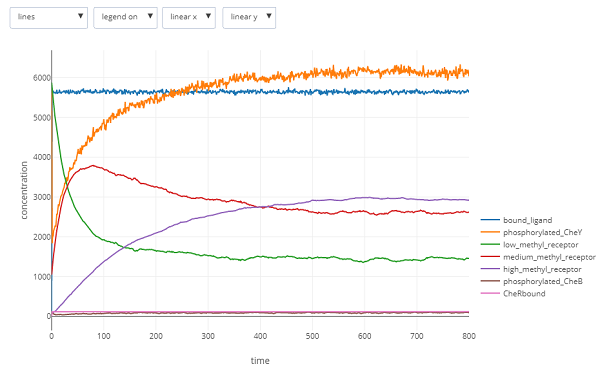 lines ▼ legend on ▼ linear x ▼ linear y ▼
6000
5000
4000
3000
2000
1000
0
concentration
0 100 200 300 400 500 600 700 800
time
bound_ligand
phosphorylated_CheY
low_methyl_receptor
medium_methyl_receptor
high_methyl_receptor
phosphorylated_CheB
CheRbound